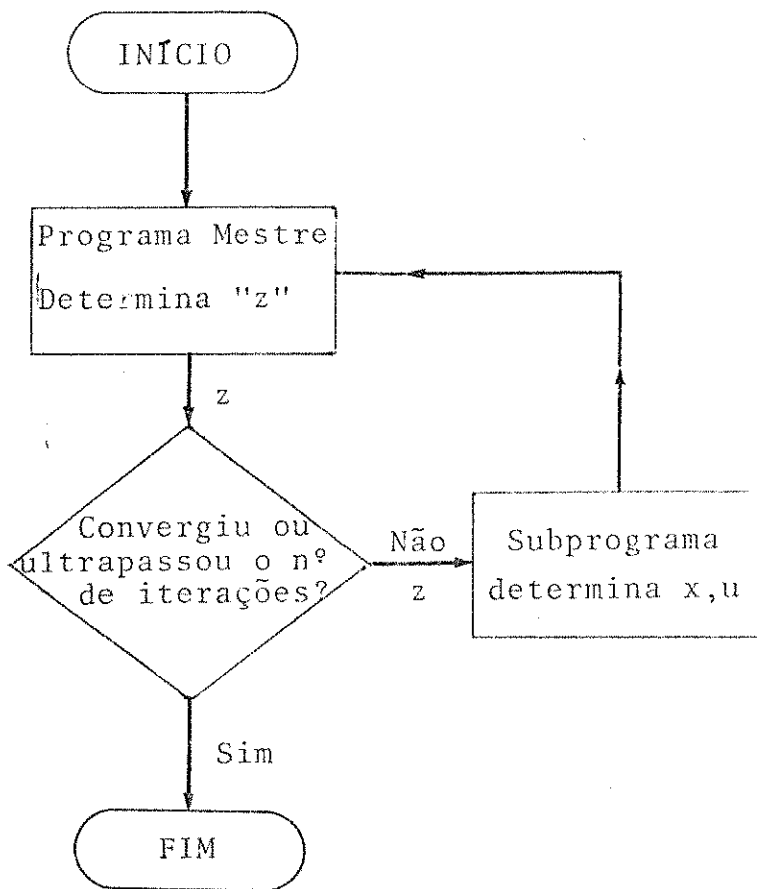 INÍCIO
Programa Mestre
Determina "z"
z
Convergiu ou
ultrapassou o nº
de iterações?
Não
z
Subprograma
determina x,u
Sim
FIM